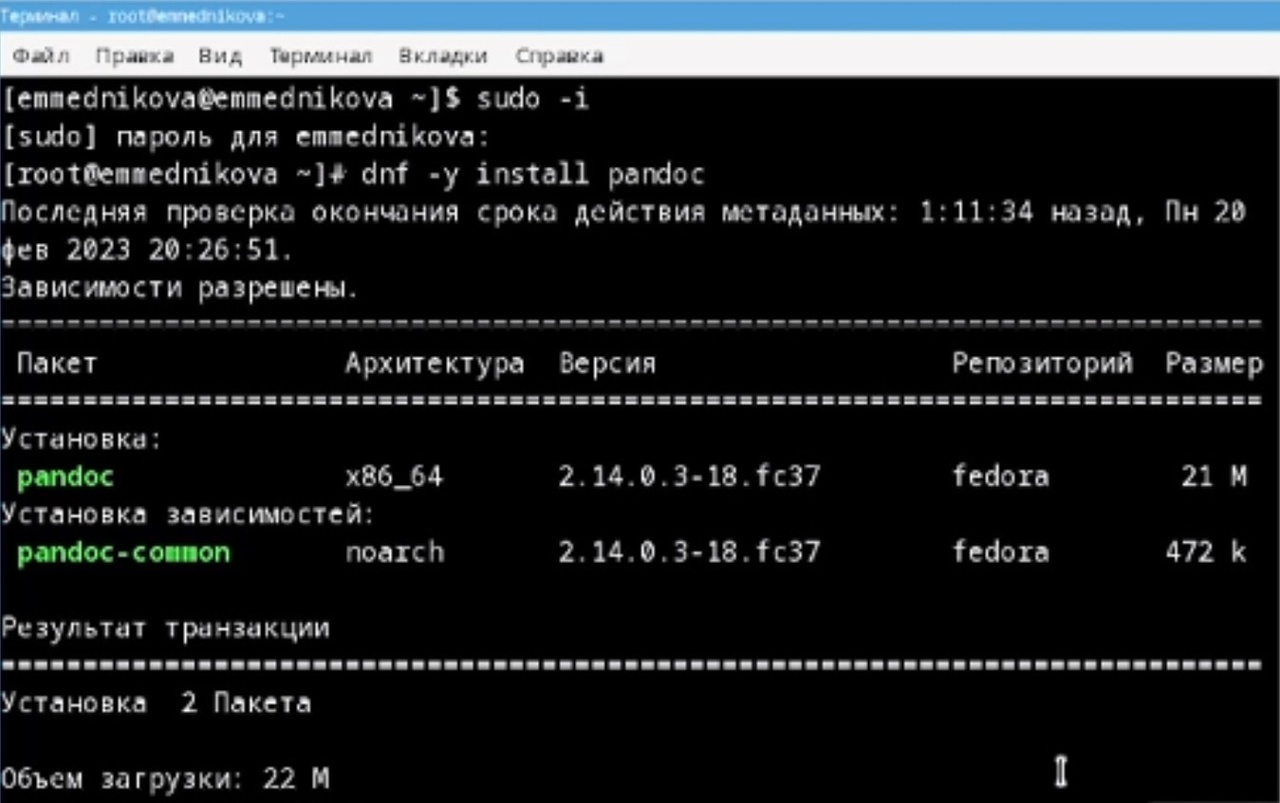 Терминал - root@emmednikova:~
Файл Правка Вид Терминал Вкладки Справка
[emmednikova@emmednikova ~]$ sudo -i
[sudo] пароль для emmednikova:
[root@emmednikova ~]# dnf -y install pandoc
Последняя проверка окончания срока действия метаданных: 1:11:34 назад, Пн 20
фев 2023 20:26:51.
Зависимости разрешены.
Пакет Архитектура Версия Репозиторий Размер
Установка:
pandoc x86_64 2.14.0.3-18.fc37 fedora 21 M
Установка зависимостей:
pandoc-common noarch 2.14.0.3-18.fc37 fedora 472 k
Результат транзакции
Установка 2 Пакета
Объем загрузки: 22 M